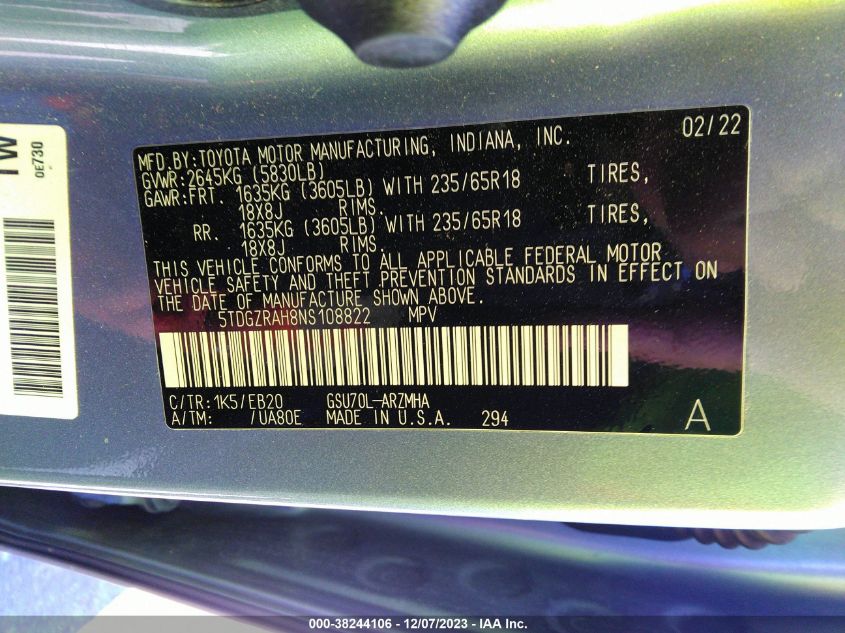 TW
OE730
02/22
MFD.BY:TOYOTA MOTOR MANUFACTURING, INDIANA, INC.
GVWR:2645KG (5830LB)
GAWR:FRT. 1635KG (3605LB) WITH 235/65R18 TIRES,
18X8J RIMS.
RR. 1635KG (3605LB) WITH 235/65R18 TIRES,
18X8J RIMS.
THIS VEHICLE CONFORMS TO ALL APPLICABLE FEDERAL MOTOR
VEHICLE SAFETY AND THEFT PREVENTION STANDARDS IN EFFECT ON
THE DATE OF MANUFACTURE SHOWN ABOVE.
5TDGZRAH8NS108822 MPV
C/TR:1K5/EB20 GSU70L-ARZMHA
A/TM: /UA80E MADE IN U.S.A. 294 A
000-38244106 - 12/07/2023 - IAA Inc.